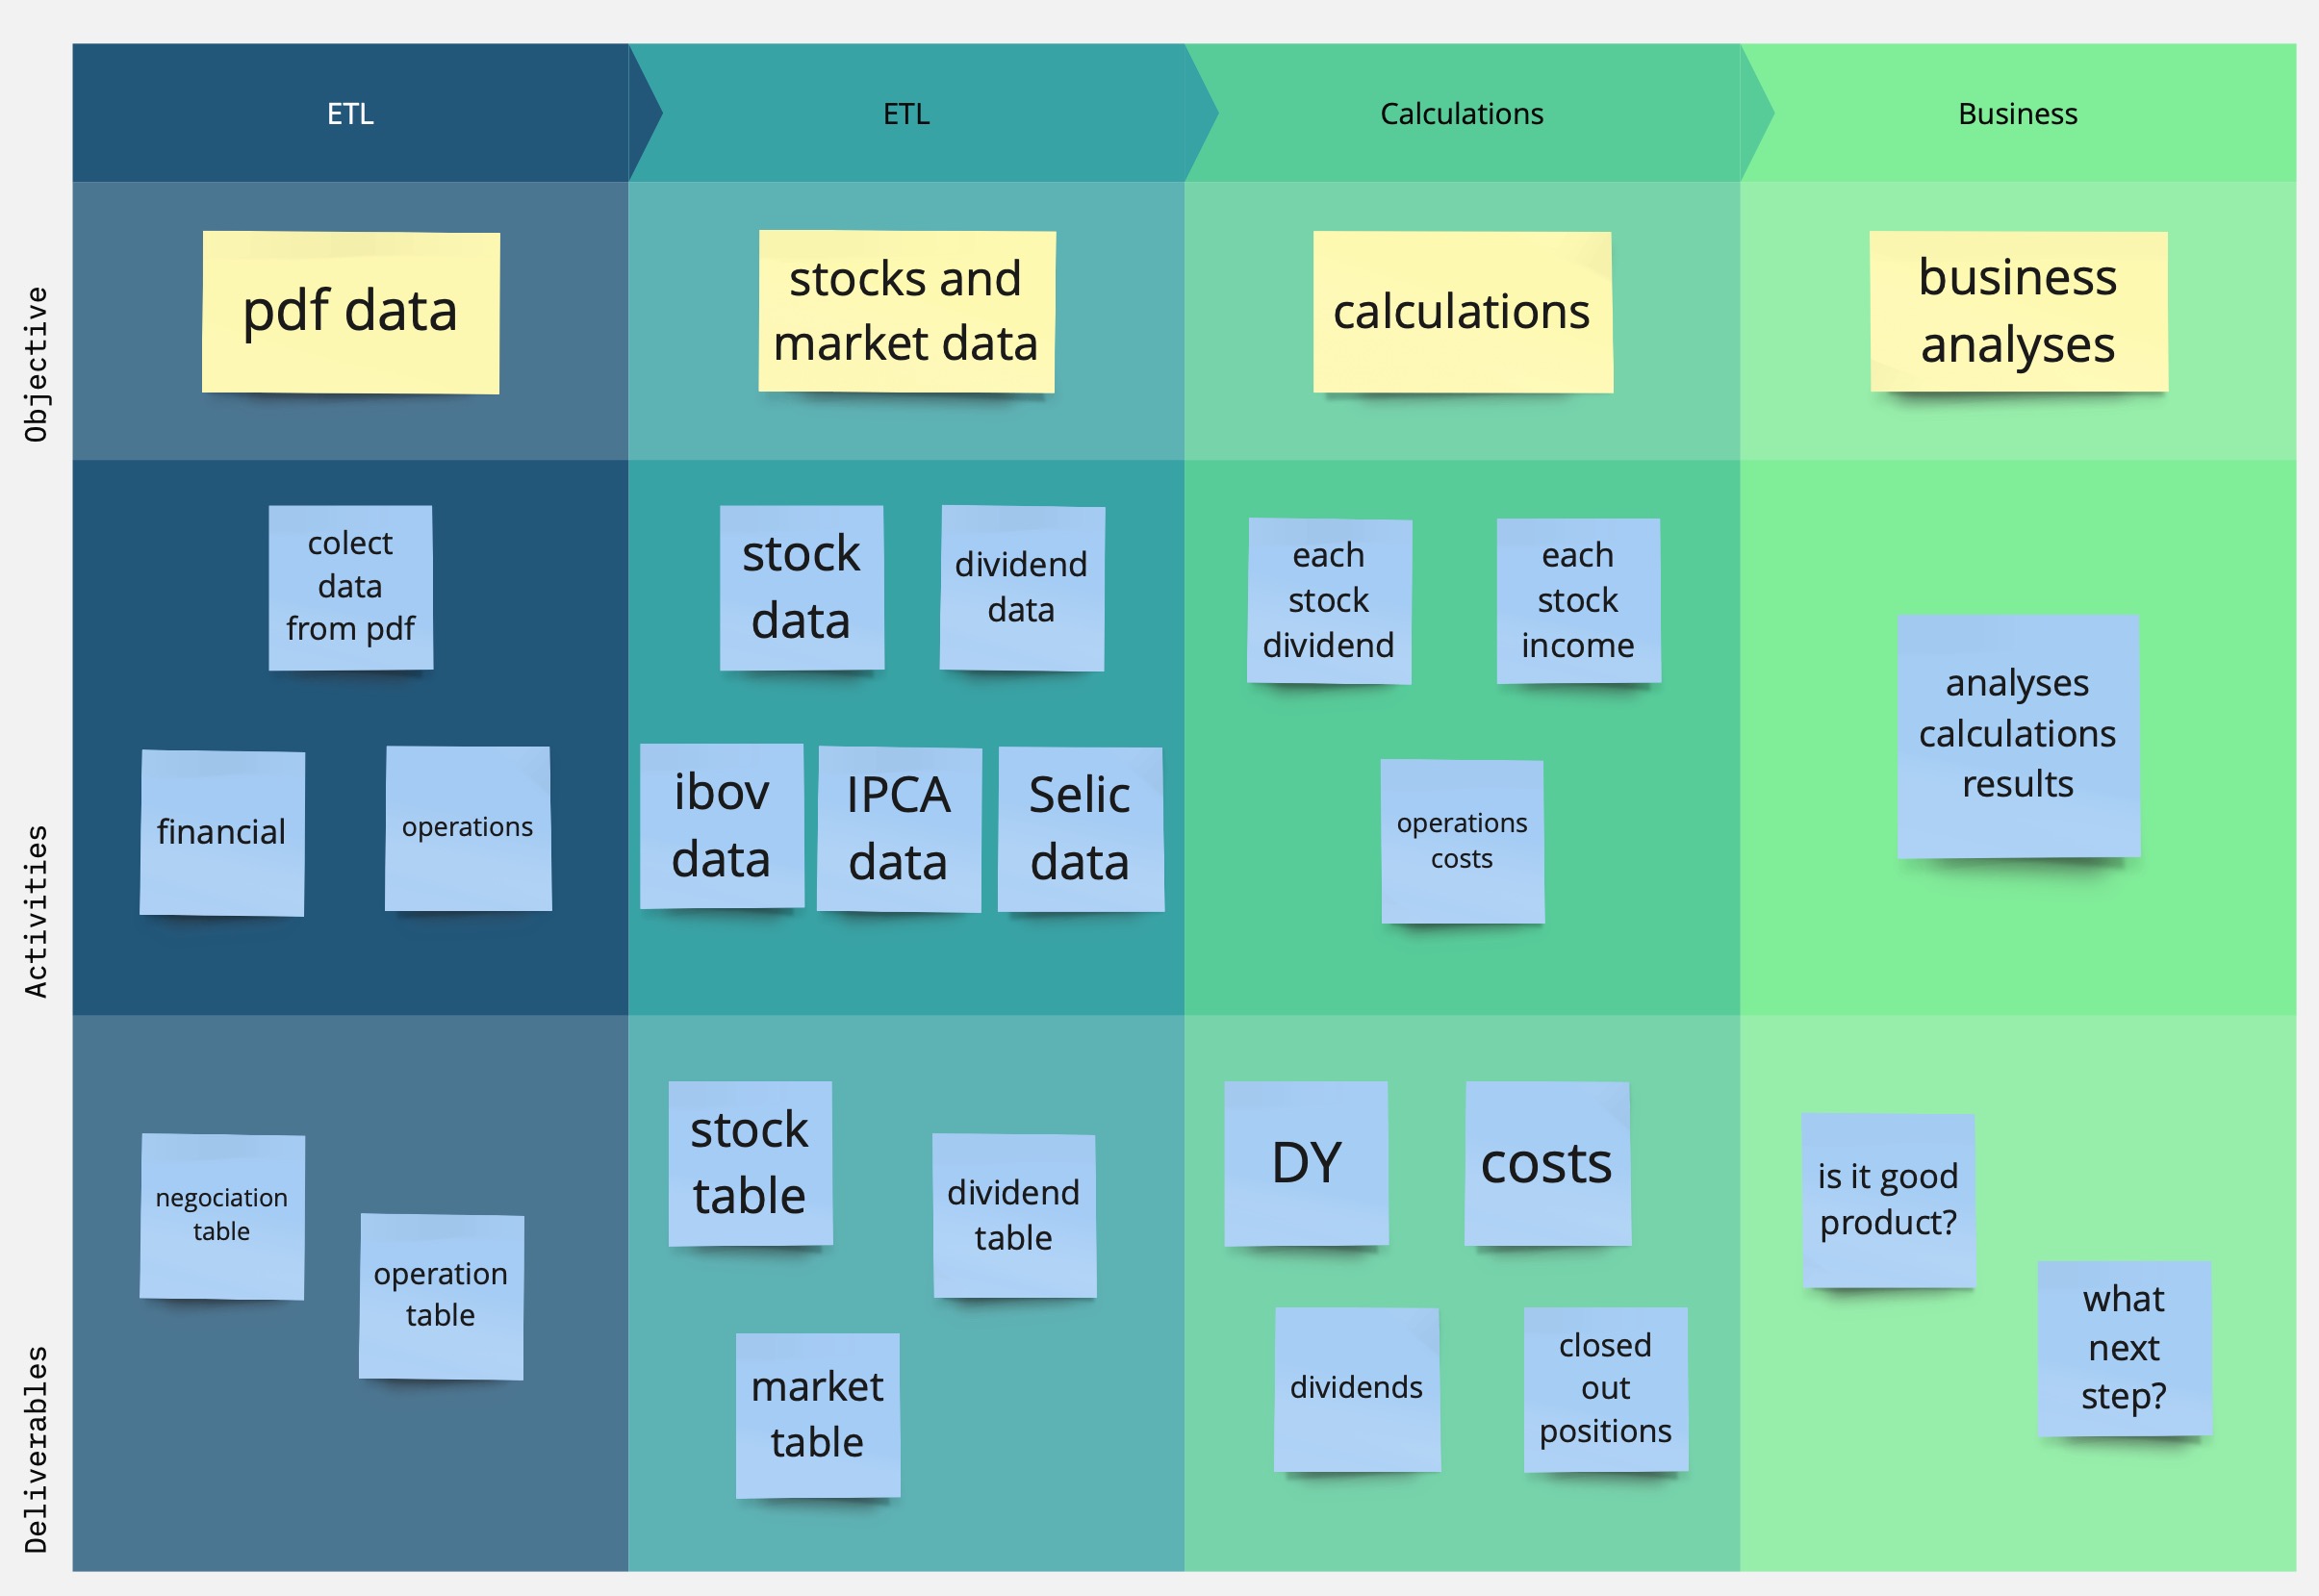 ETL
ETL
Calculations
Business
Objective
pdf data
stocks and
market data
calculations
business
analyses
Activities
colect
data
from pdf
financial
operations
stock
data
dividend
data
ibov
data
IPCA
data
Selic
data
each
stock
dividend
each
stock
income
operations
costs
analyses
calculations
results
Deliverables
negociation
table
operation
table
stock
table
dividend
table
market
table
DY
costs
dividends
closed
out
positions
is it good
product?
what
next
step?